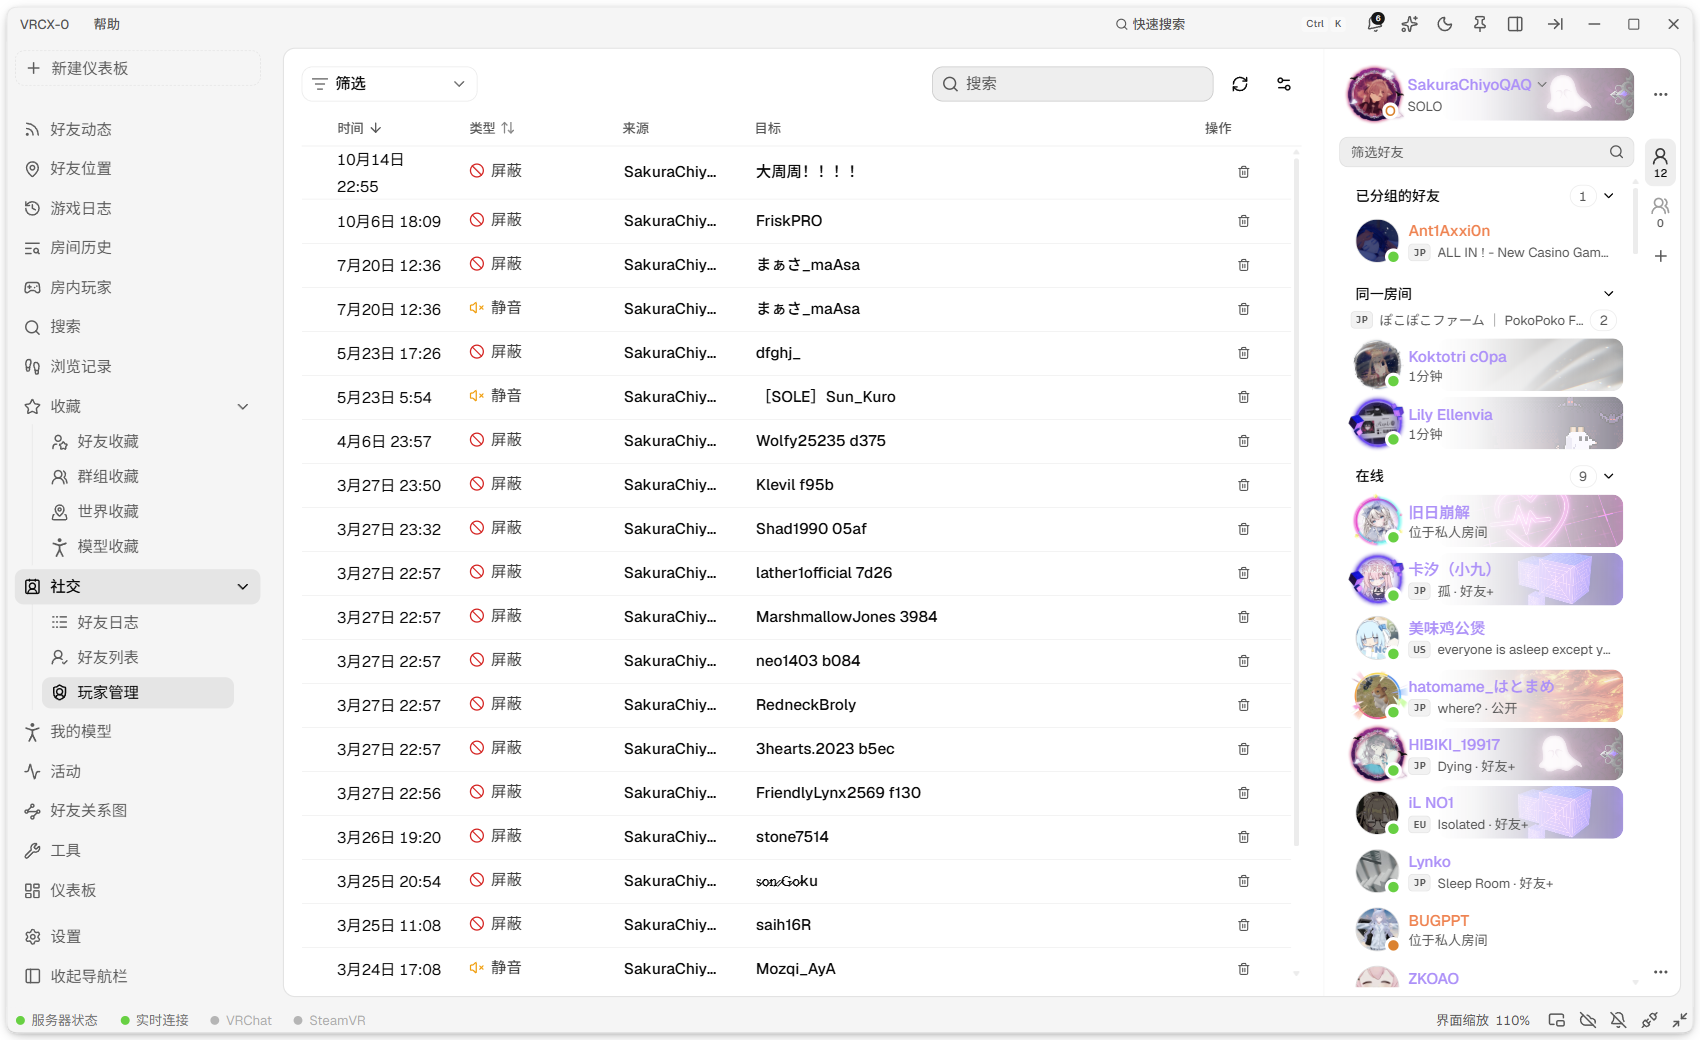 VRCX-0 帮助 快速搜索 Ctrl K 6
新建仪表板
好友动态
好友位置
游戏日志
房间历史
房内玩家
搜索
浏览记录
收藏
好友收藏
群组收藏
世界收藏
模型收藏
社交
好友日志
好友列表
玩家管理
我的模型
活动
好友关系图
工具
仪表板
设置
收起导航栏
筛选 搜索
时间 类型 来源 目标 操作
10月14日
22:55 屏蔽 SakuraChiy... 大周周！！！！
10月6日 18:09 屏蔽 SakuraChiy... FriskPRO
7月20日 12:36 屏蔽 SakuraChiy... まぁさ_maAsa
7月20日 12:36 静音 SakuraChiy... まぁさ_maAsa
5月23日 17:26 屏蔽 SakuraChiy... dfghj_
5月23日 5:54 静音 SakuraChiy... ［SOLE］Sun_Kuro
4月6日 23:57 屏蔽 SakuraChiy... Wolfy25235 d375
3月27日 23:50 屏蔽 SakuraChiy... Klevil f95b
3月27日 23:32 屏蔽 SakuraChiy... Shad1990 05af
3月27日 22:57 屏蔽 SakuraChiy... lather1official 7d26
3月27日 22:57 屏蔽 SakuraChiy... MarshmallowJones 3984
3月27日 22:57 屏蔽 SakuraChiy... neo1403 b084
3月27日 22:57 屏蔽 SakuraChiy... RedneckBroly
3月27日 22:57 屏蔽 SakuraChiy... 3hearts.2023 b5ec
3月27日 22:56 屏蔽 SakuraChiy... FriendlyLynx2569 f130
3月26日 19:20 屏蔽 SakuraChiy... stone7514
3月25日 20:54 屏蔽 SakuraChiy...
3月25日 11:08 屏蔽 SakuraChiy... saih16R
3月24日 17:08 静音 SakuraChiy... Mozqi_AyA
SakuraChiyoQAQ
SOLO
筛选好友
12
0
已分组的好友 1
Ant1Axxi0n
JP ALL IN ! - New Casino Gam...
同一房间
JP ぽこぽこファーム | PokoPoko F... 2
Koktotri c0pa
1分钟
Lily Ellenvia
1分钟
在线 9
旧日崩解
位于私人房间
卡汐（小九）
JP 孤 · 好友+
美味鸡公煲
US everyone is asleep except y...
hatomame_はとまめ
JP where? · 公开
HIBIKI_19917
JP Dying · 好友+
iL NO1
EU Isolated · 好友+
Lynko
JP Sleep Room · 好友+
BUGPPT
位于私人房间
ZKOAO
服务器状态 实时连接 VRChat SteamVR 界面缩放 110%